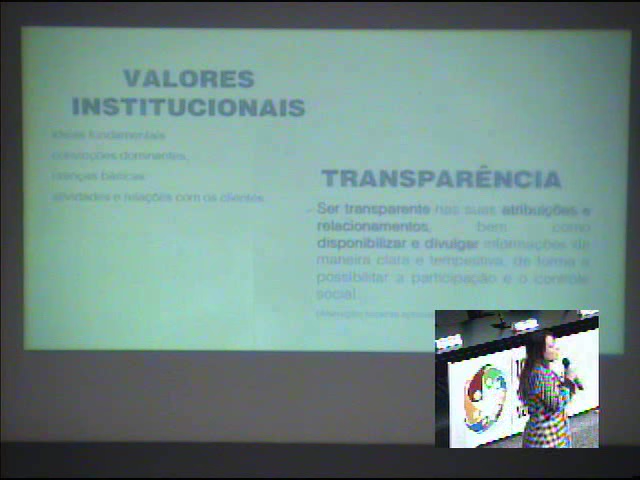 VALORES
INSTITUCIONAIS
ideias fundamentais
convicções dominantes,
crenças básicas
atividades e relações com os clientes
TRANSPARÊNCIA
Ser transparente nas suas atribuições e
relacionamentos, bem como
disponibilizar e divulgar informações de
maneira clara e tempestiva, de forma a
possibilitar a participação e o controle
social.